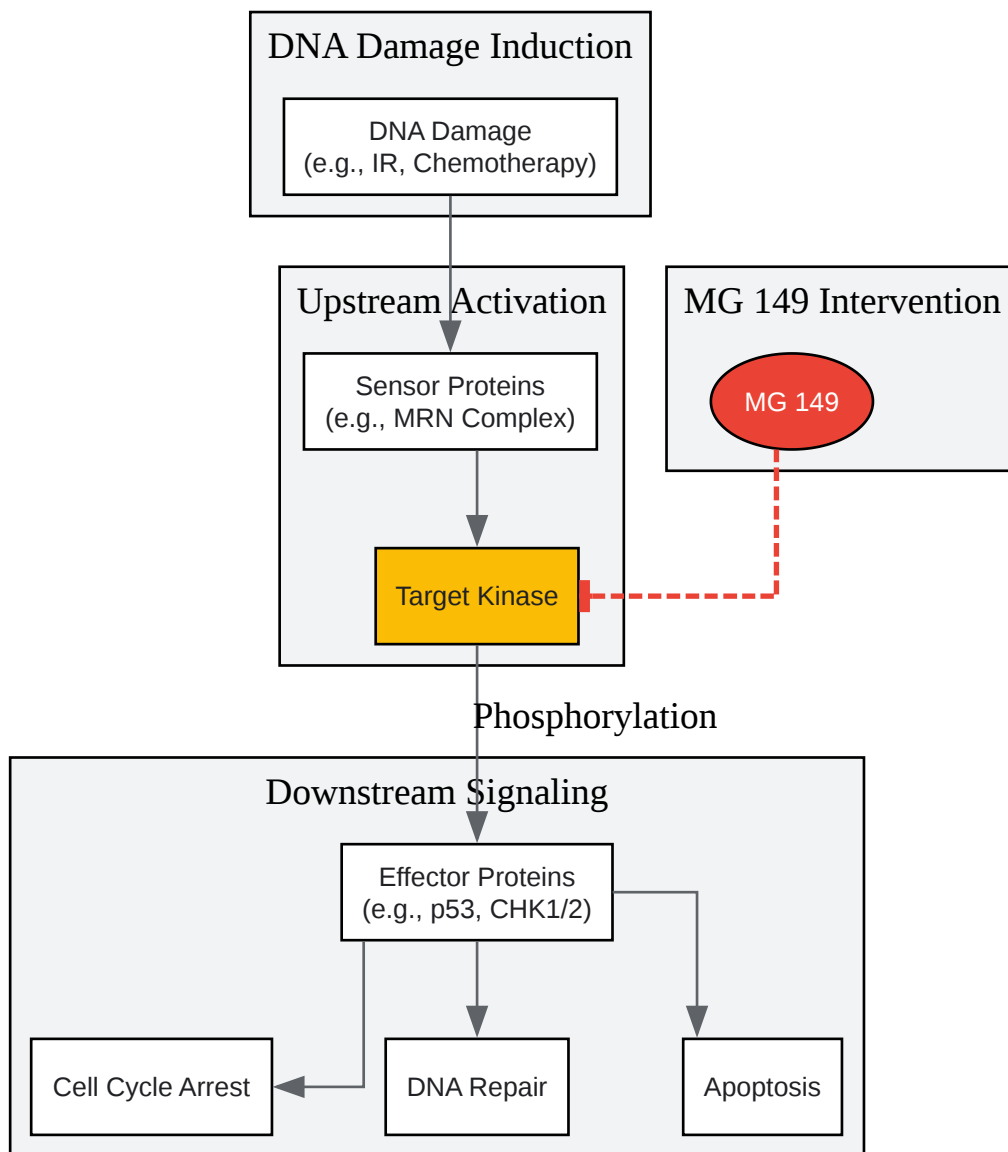 DNA Damage Induction
DNA Damage
(e.g., IR, Chemotherapy)
Upstream Activation
MG 149 Intervention
Sensor Proteins
(e.g., MRN Complex)
MG 149
Target Kinase
Phosphorylation
Downstream Signaling
Effector Proteins
(e.g., p53, CHK1/2)
Cell Cycle Arrest
DNA Repair
Apoptosis